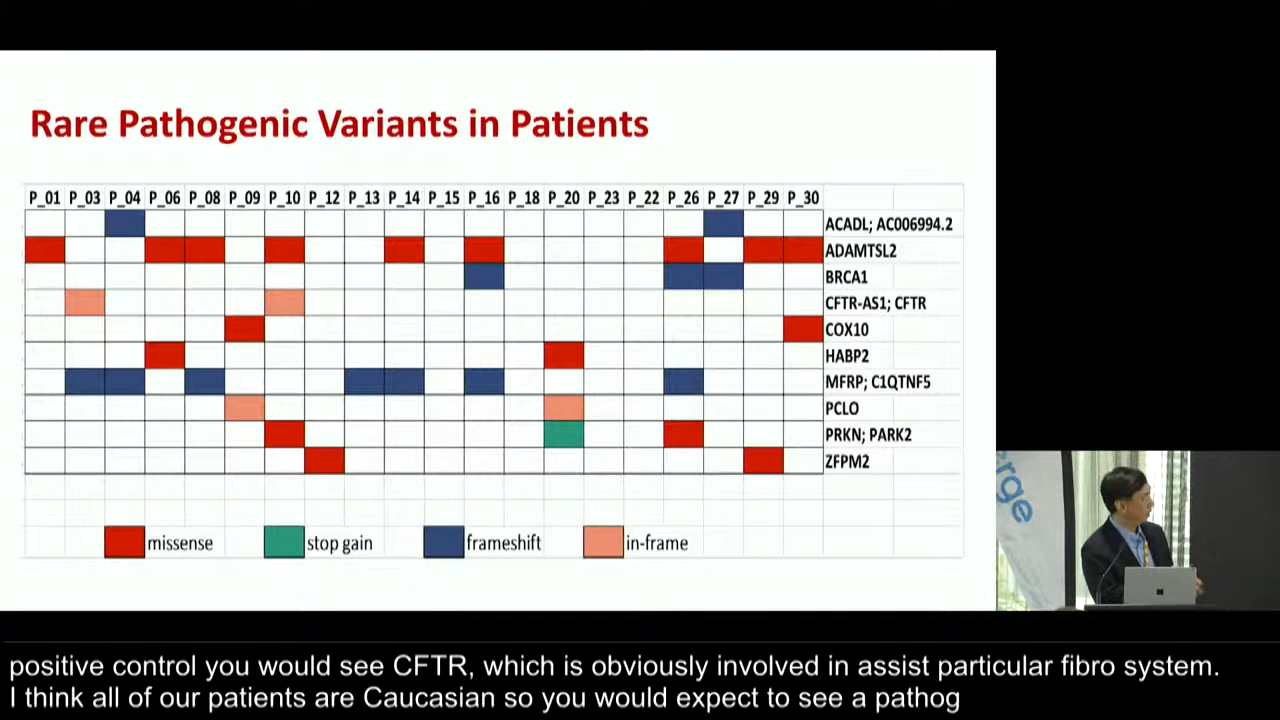 Rare Pathogenic Variants in Patients
P_01 P_03 P_04 P_06 P_08 P_09 P_10 P_12 P_13 P_14 P_15 P_16 P_18 P_20 P_23 P_22 P_26 P_27 P_29 P_30
ACADL; AC006994.2
ADAMTSL2
BRCA1
CFTR-AS1; CFTR
COX10
HABP2
MFRP; C1QTNF5
PCLO
PRKN; PARK2
ZFPM2
missense stop gain frameshift in-frame
erge
positive control you would see CFTR, which is obviously involved in assist particular fibro system.
I think all of our patients are Caucasian so you would expect to see a pathog